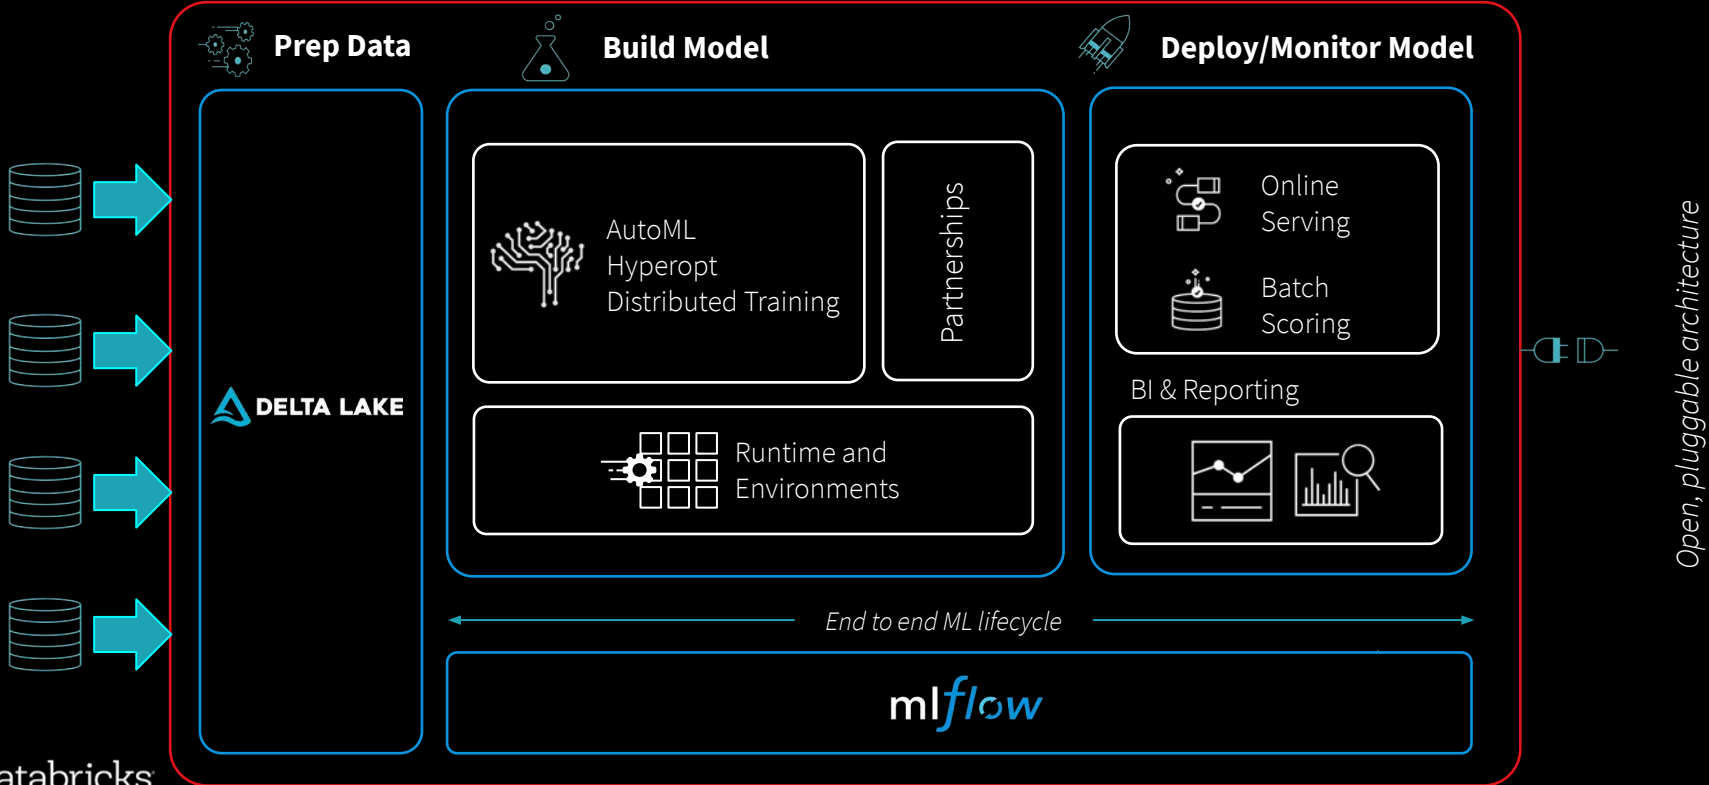 Prep Data
Build Model
Deploy/Monitor Model
DELTA LAKE
AutoML
Hyperopt
Distributed Training
Partnerships
Runtime and
Environments
Online
Serving
Batch
Scoring
BI & Reporting
End to end ML lifecycle
mlflow
Open, pluggable architecture
atabricks